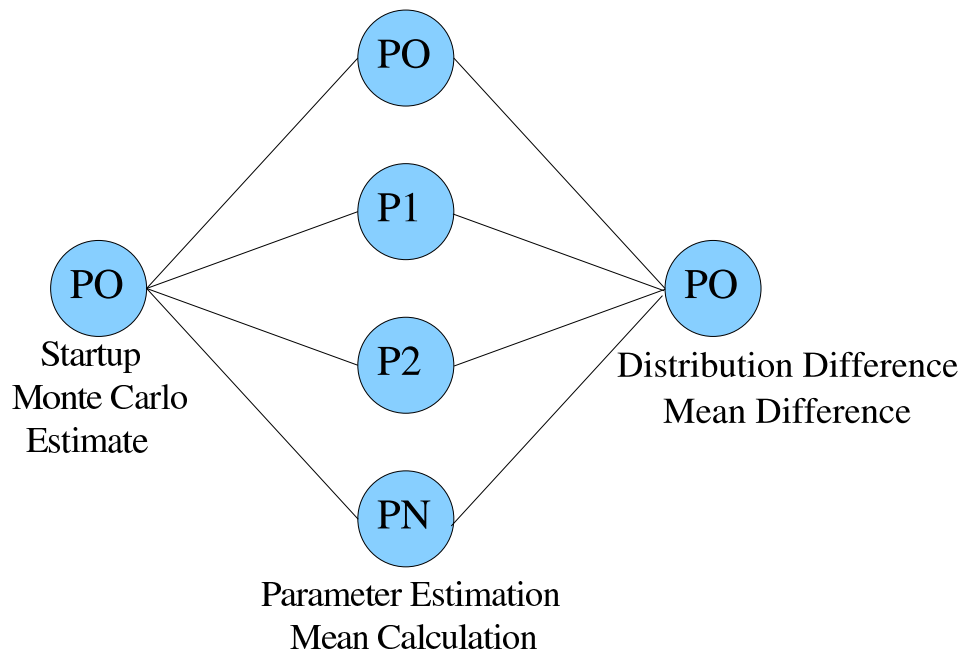 PO
P1
PO
PO
P2
Startup
Monte Carlo
Estimate
Distribution Difference
Mean Difference
PN
Parameter Estimation
Mean Calculation